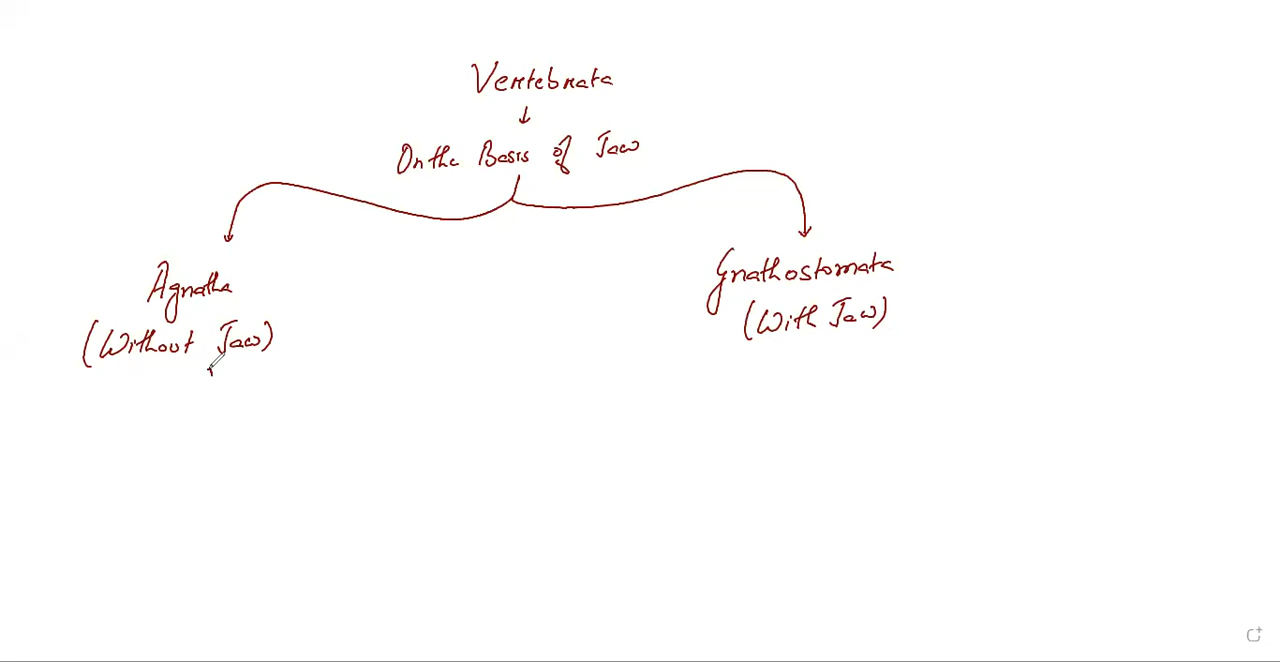 Vertebrata
On the Basis of Jaw
Agnatha
(Without Jaw)
Gnathostomata
(With Jaw)